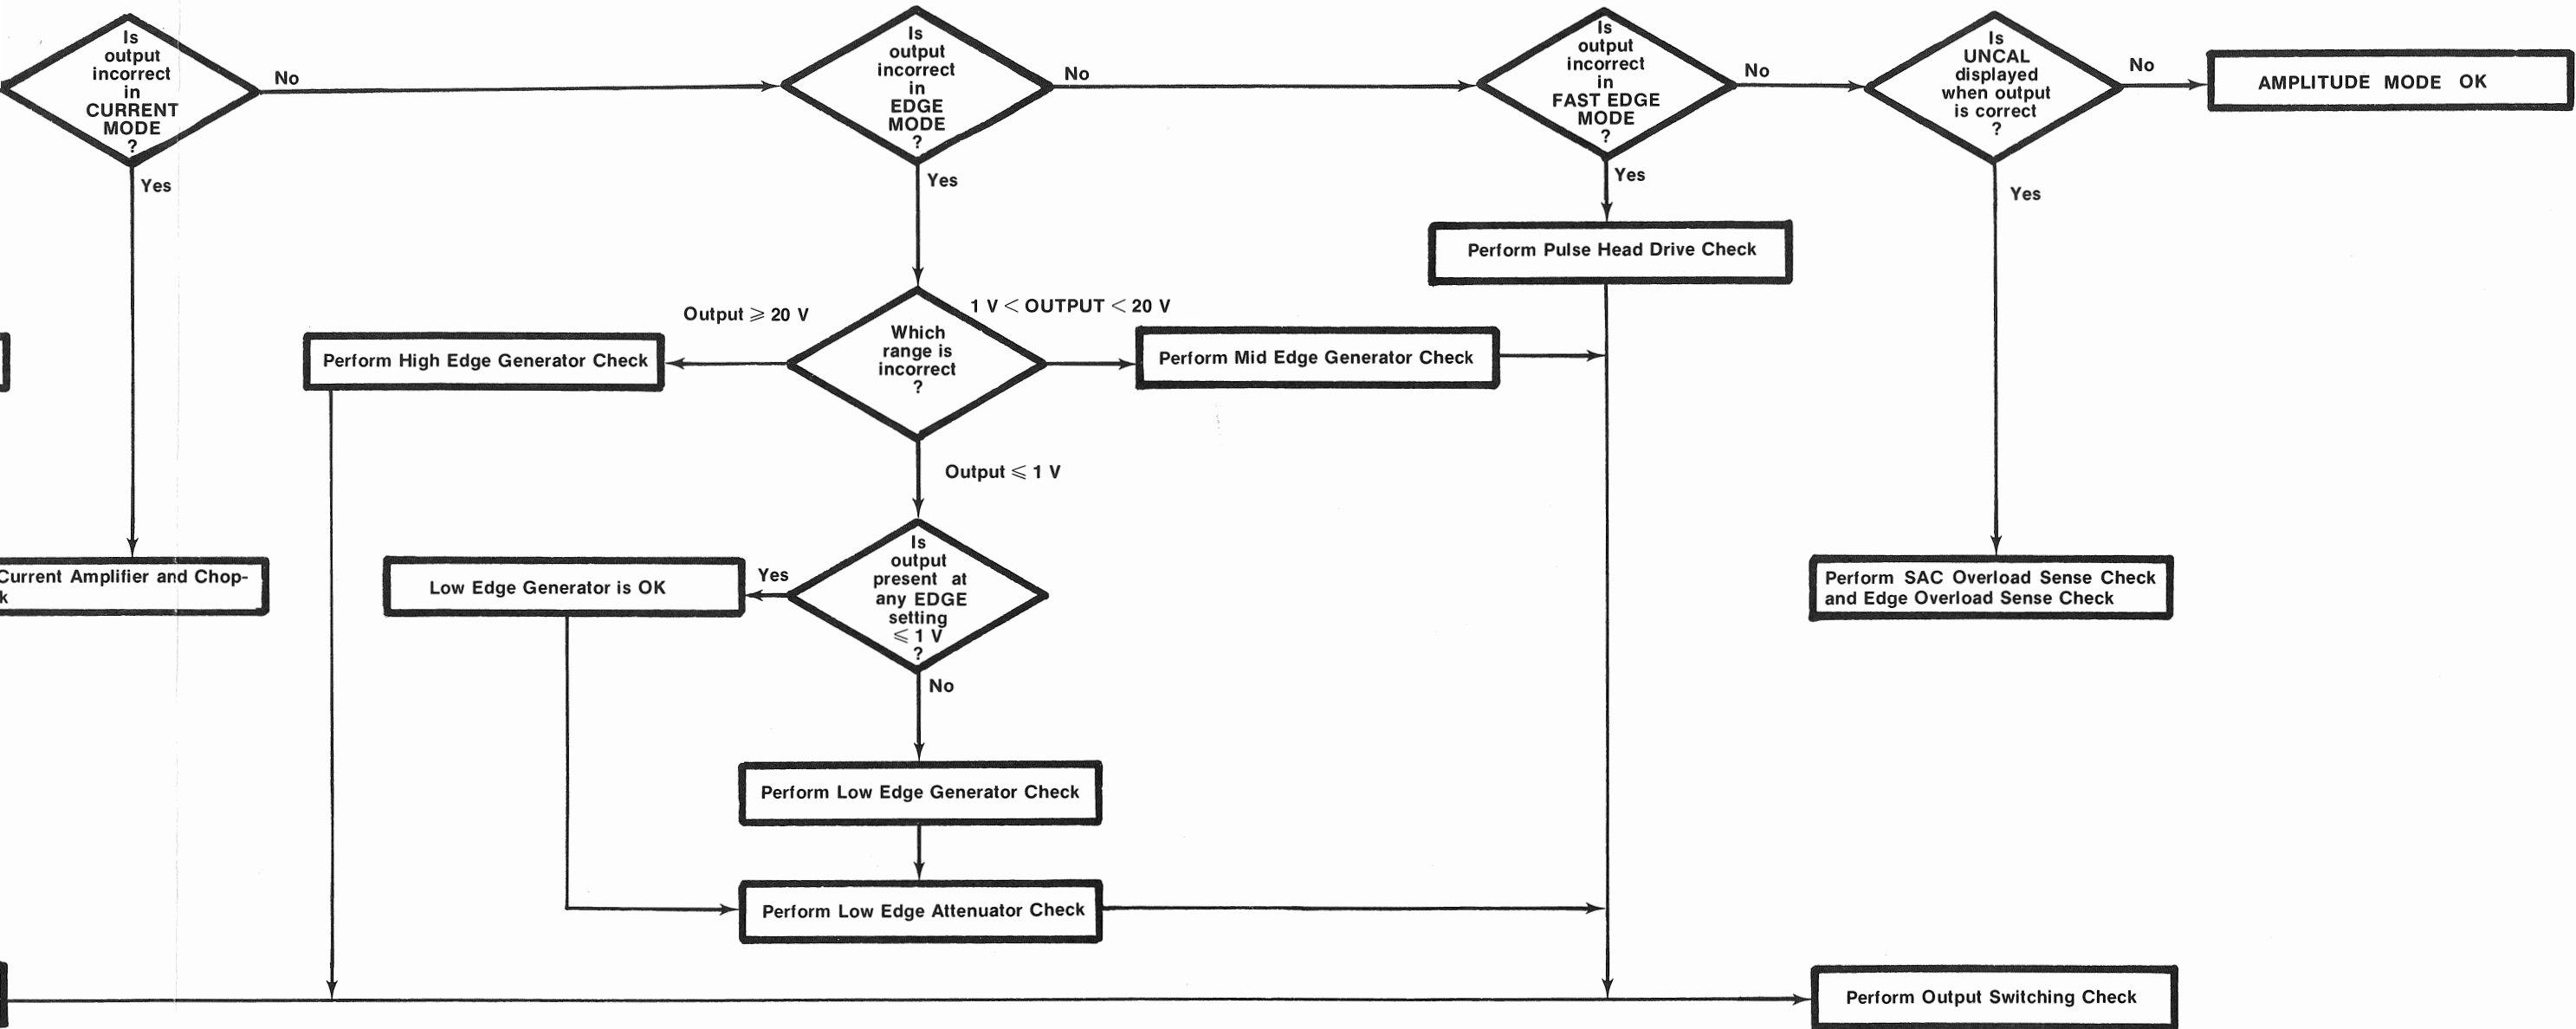 Is
output
incorrect
in
CURRENT
MODE
?
No
Yes
Is
output
incorrect
in
EDGE
MODE
?
No
Yes
Is
output
incorrect
in
FAST EDGE
MODE
?
No
Yes
Is
UNCAL
displayed
when output
is correct
?
No
Yes
AMPLITUDE MODE OK
Perform Pulse Head Drive Check
Output ⩾ 20 V
1 V < OUTPUT < 20 V
Which
range is
incorrect
?
Perform High Edge Generator Check
Perform Mid Edge Generator Check
Output ⩽ 1 V
Current Amplifier and Chop-
k
Low Edge Generator is OK
Yes
Is
output
present at
any EDGE
setting
⩽ 1 V
?
No
Perform SAC Overload Sense Check
and Edge Overload Sense Check
Perform Low Edge Generator Check
Perform Low Edge Attenuator Check
Perform Output Switching Check